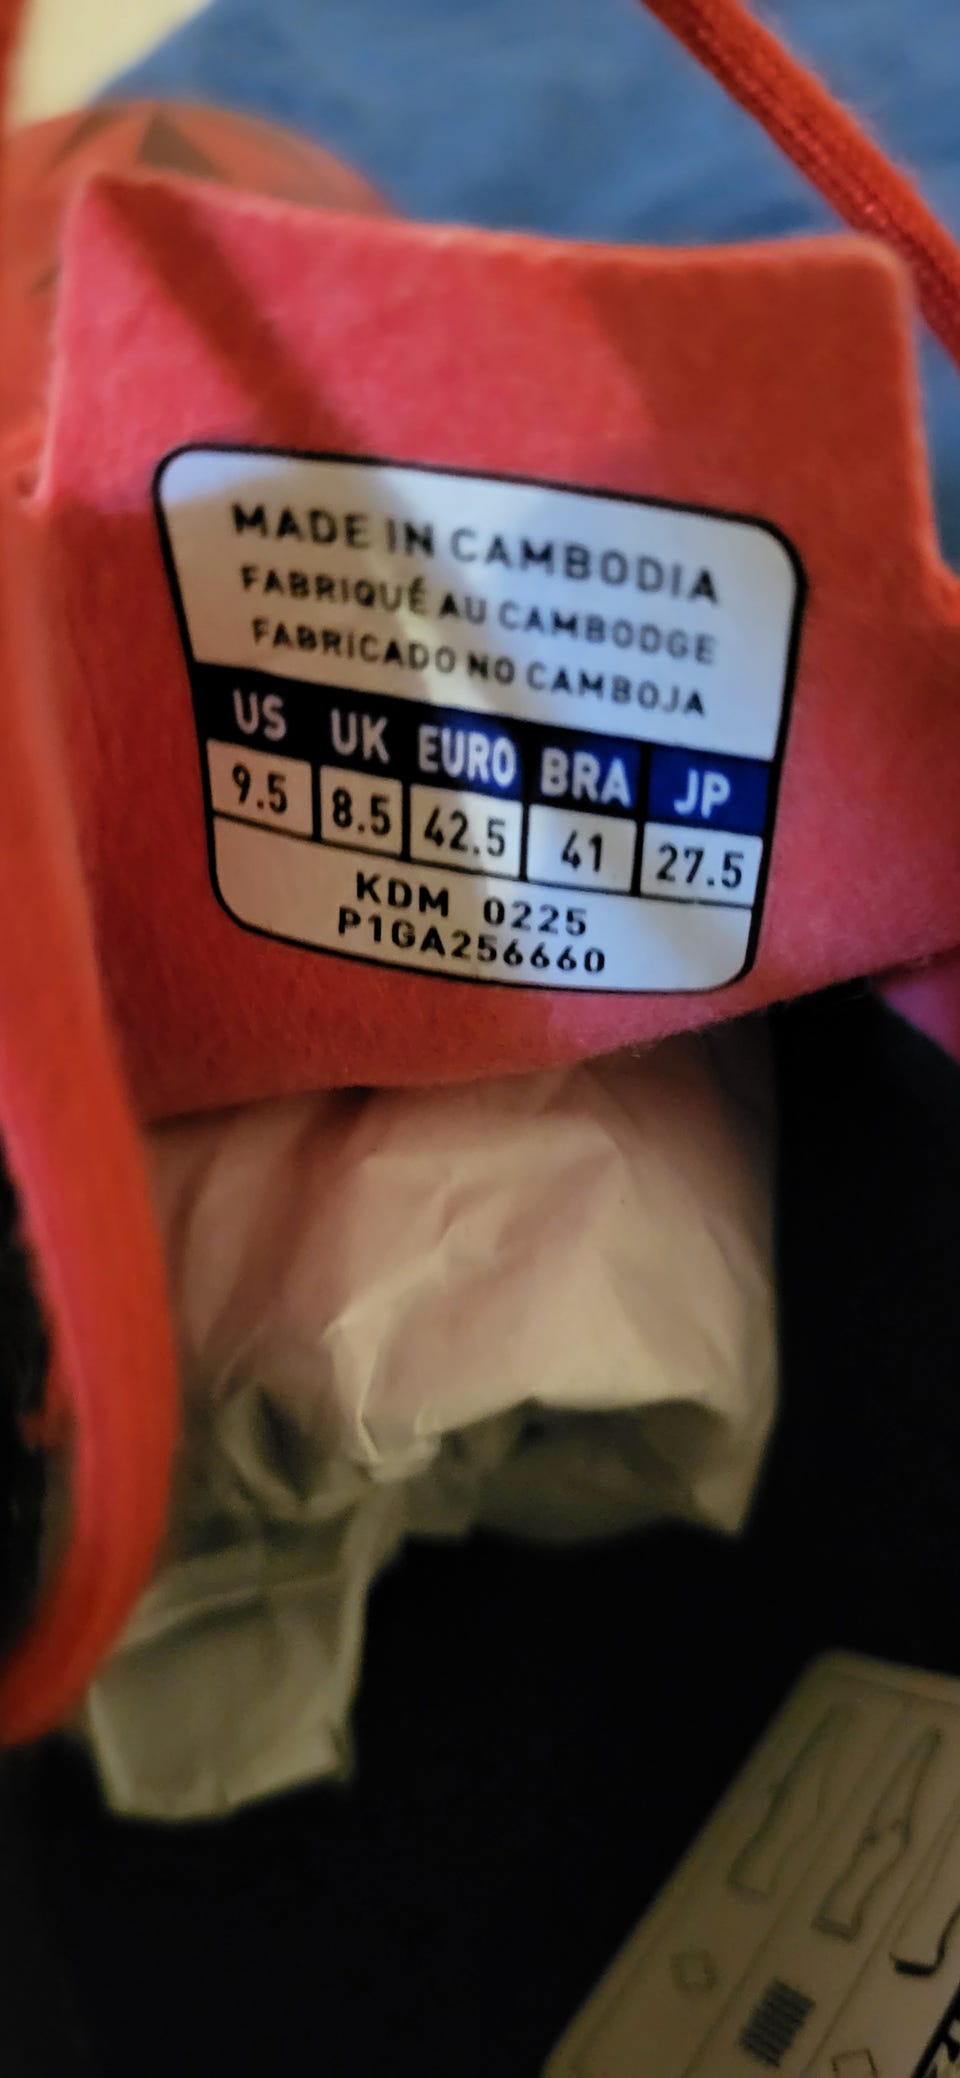 MADE IN CAMBODIA
FABRIQUÉ AU CAMBODGE
FABRICADO NO CAMBOJA
US UK EURO BRA JP
9.5 8.5 42.5 41 27.5
KDM 0225
P1GA256660